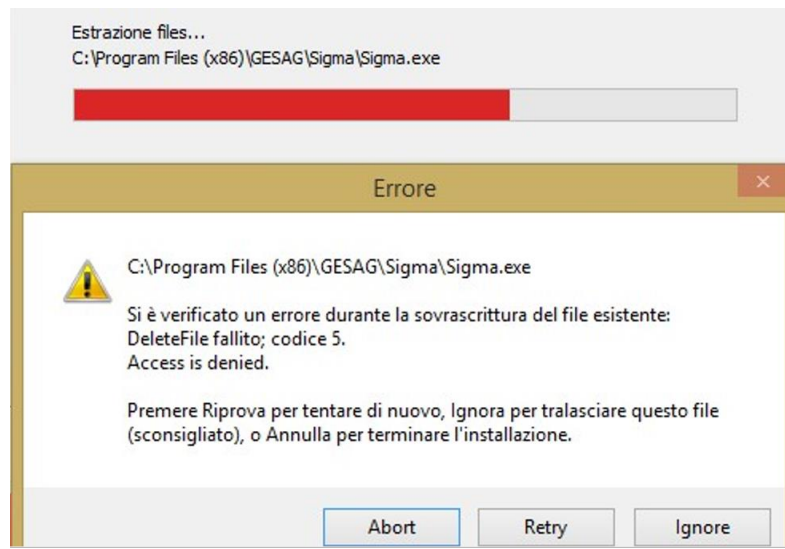 Estrazione files...
C:\Program Files (x86)\GESAG\Sigma\Sigma.exe
Errore
C:\Program Files (x86)\GESAG\Sigma\Sigma.exe
Si è verificato un errore durante la sovrascrittura del file esistente:
DeleteFile fallito; codice 5.
Access is denied.
Premere Riprova per tentare di nuovo, Ignora per tralasciare questo file
(sconsigliato), o Annulla per terminare l'installazione.
Abort Retry Ignore